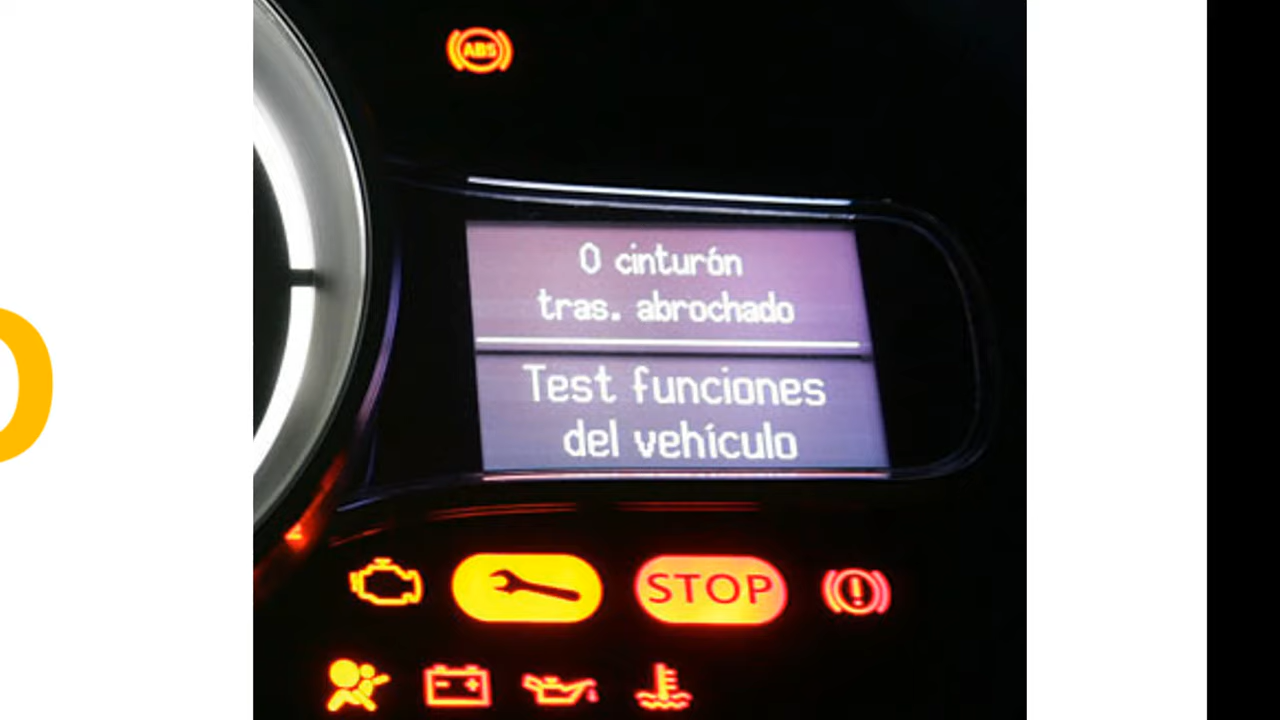 ABS
0 cinturón
tras. abrochado
Test funciones
del vehículo
STOP